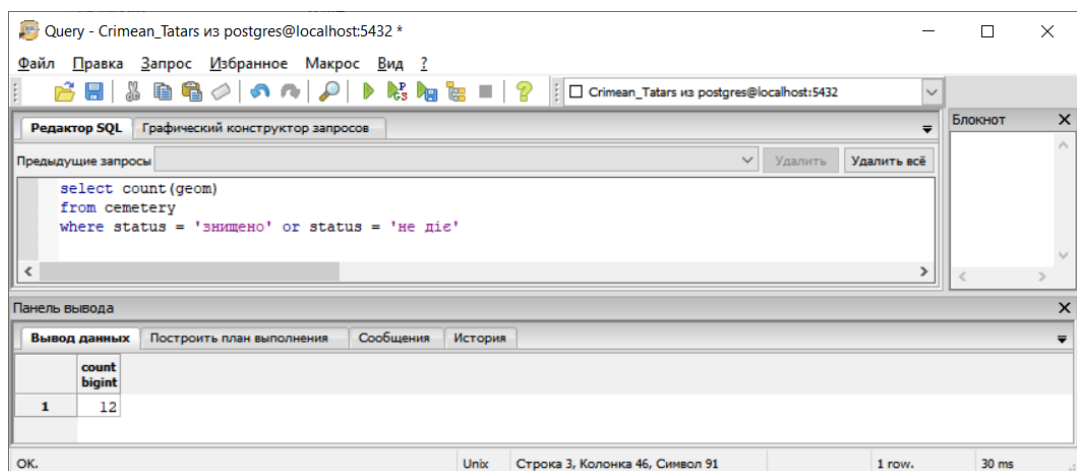 Query - Crimean_Tatars из postgres@localhost:5432 *
Файл Правка Запрос Избранное Макрос Вид ?
Crimean_Tatars из postgres@localhost:5432
Редактор SQL Графический конструктор запросов
Блокнот
Предыдущие запросы Удалить Удалить всё
select count(geom)
from cemetery
where status = 'знищено' or status = 'не діє'
Панель вывода
Вывод данных Построить план выполнения Сообщения История
count
bigint
1 12
OK. Unix Строка 3, Колонка 46, Символ 91 1 row. 30 ms